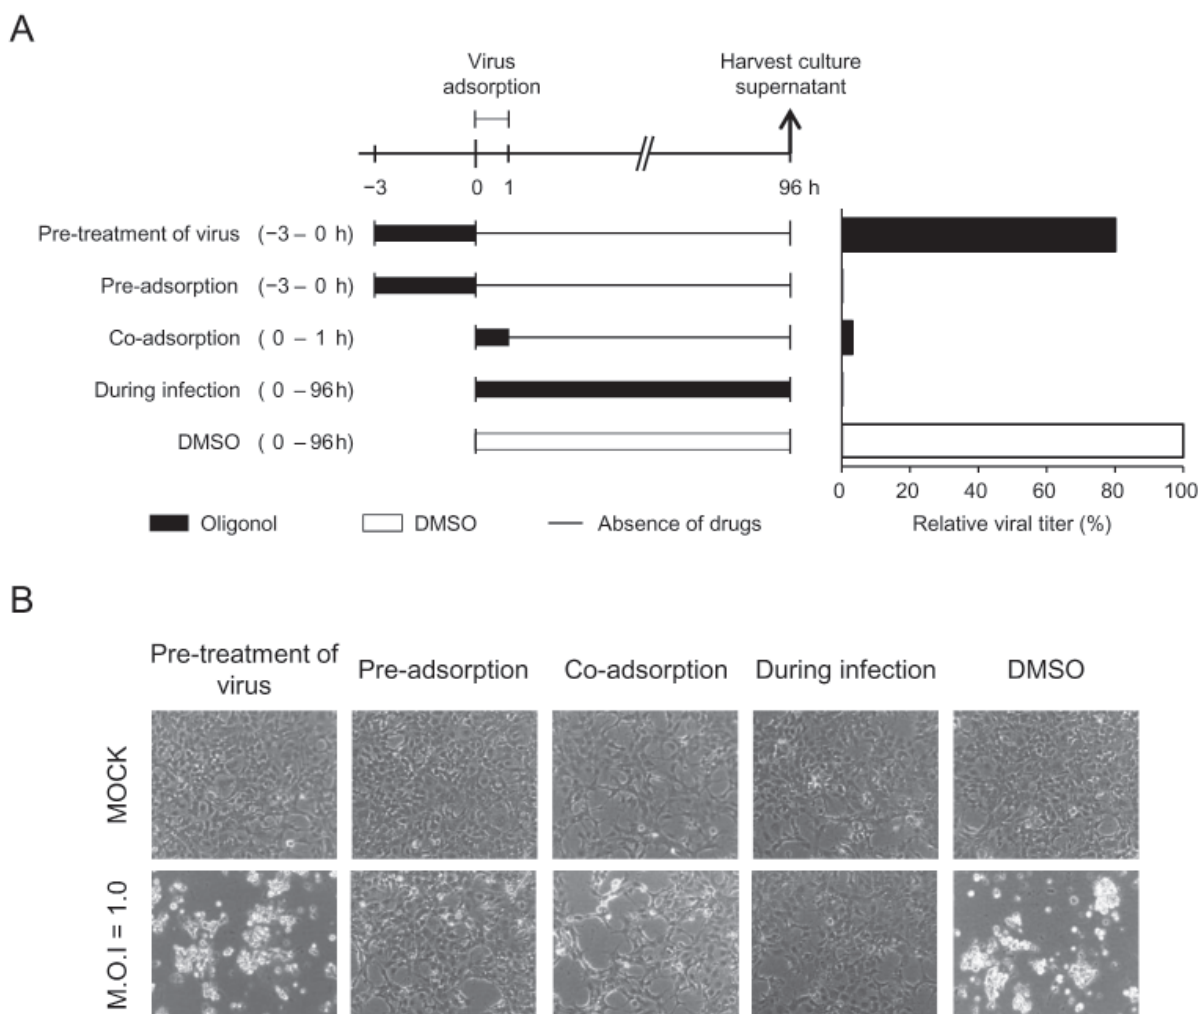 A
Virus
adsorption
Harvest culture
supernatant
−3 0 1 96 h
Pre-treatment of virus (−3 – 0 h)
Pre-adsorption (−3 – 0 h)
Co-adsorption ( 0 – 1 h)
During infection ( 0 – 96h)
DMSO ( 0 – 96h)
0 20 40 60 80 100
Relative viral titer (%)
Oligonol DMSO Absence of drugs
B
Pre-treatment of
virus
Pre-adsorption
Co-adsorption
During infection
DMSO
MOCK
M.O.I = 1.0